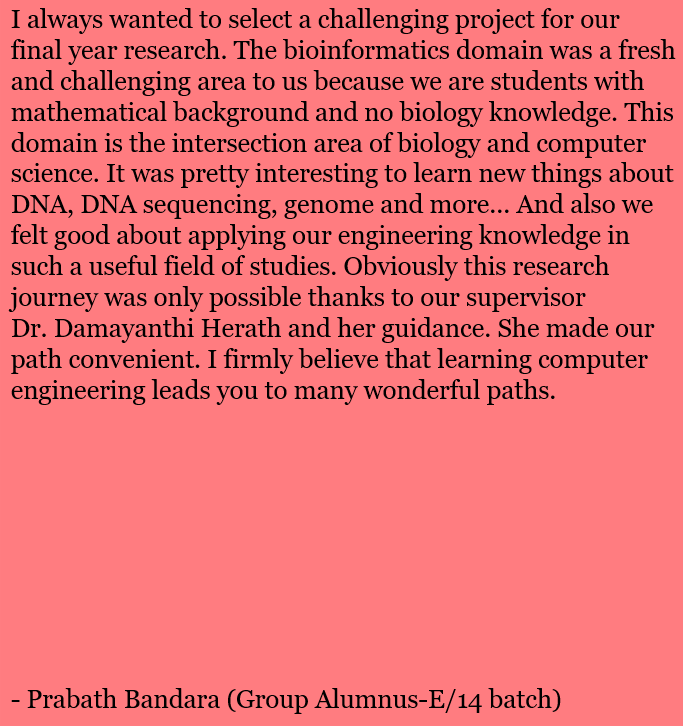 I always wanted to select a challenging project for our
final year research. The bioinformatics domain was a fresh
and challenging area to us because we are students with
mathematical background and no biology knowledge. This
domain is the intersection area of biology and computer
science. It was pretty interesting to learn new things about
DNA, DNA sequencing, genome and more... And also we
felt good about applying our engineering knowledge in
such a useful field of studies. Obviously this research
journey was only possible thanks to our supervisor
Dr. Damayanthi Herath and her guidance. She made our
path convenient. I firmly believe that learning computer
engineering leads you to many wonderful paths.
- Prabath Bandara (Group Alumnus-E/14 batch)